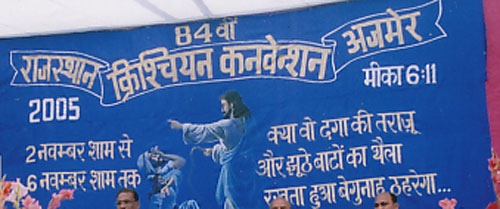 84 वीं
राजस्थान क्रिश्चियन कनवेन्शन अजमेर
2005
मीका 6:11
2 नवम्बर शाम से
6 नवम्बर शाम तक
क्या वो दगा की तराजू
और झूठे बाटों का थैला
रखता हुआ बेगुनाह ठहरेगा...